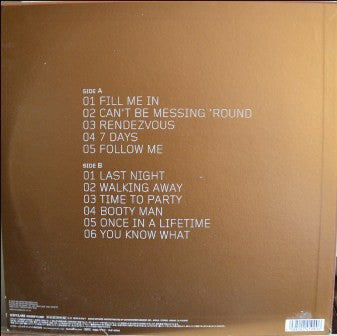 SIDE A
01 FILL ME IN
02 CAN'T BE MESSING 'ROUND
03 RENDEZVOUS
04 7 DAYS
05 FOLLOW ME
SIDE B
01 LAST NIGHT
02 WALKING AWAY
03 TIME TO PARTY
04 BOOTY MAN
05 ONCE IN A LIFETIME
06 YOU KNOW WHAT